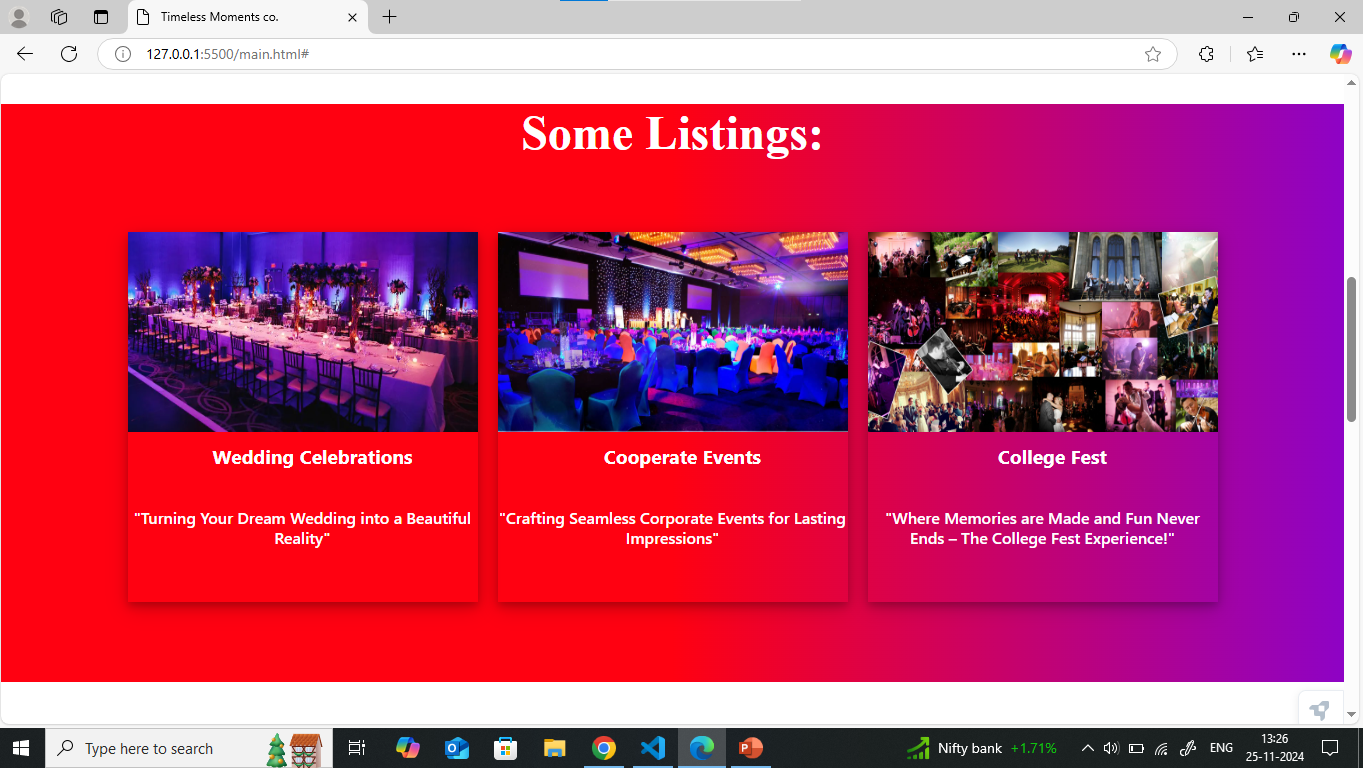 Timeless Moments co.
127.0.0.1:5500/main.html#
Some Listings:
Wedding Celebrations
"Turning Your Dream Wedding into a Beautiful
Reality"
Cooperate Events
"Crafting Seamless Corporate Events for Lasting
Impressions"
College Fest
"Where Memories are Made and Fun Never
Ends – The College Fest Experience!"
Type here to search
Nifty bank +1.71%
ENG
13:26
25-11-2024